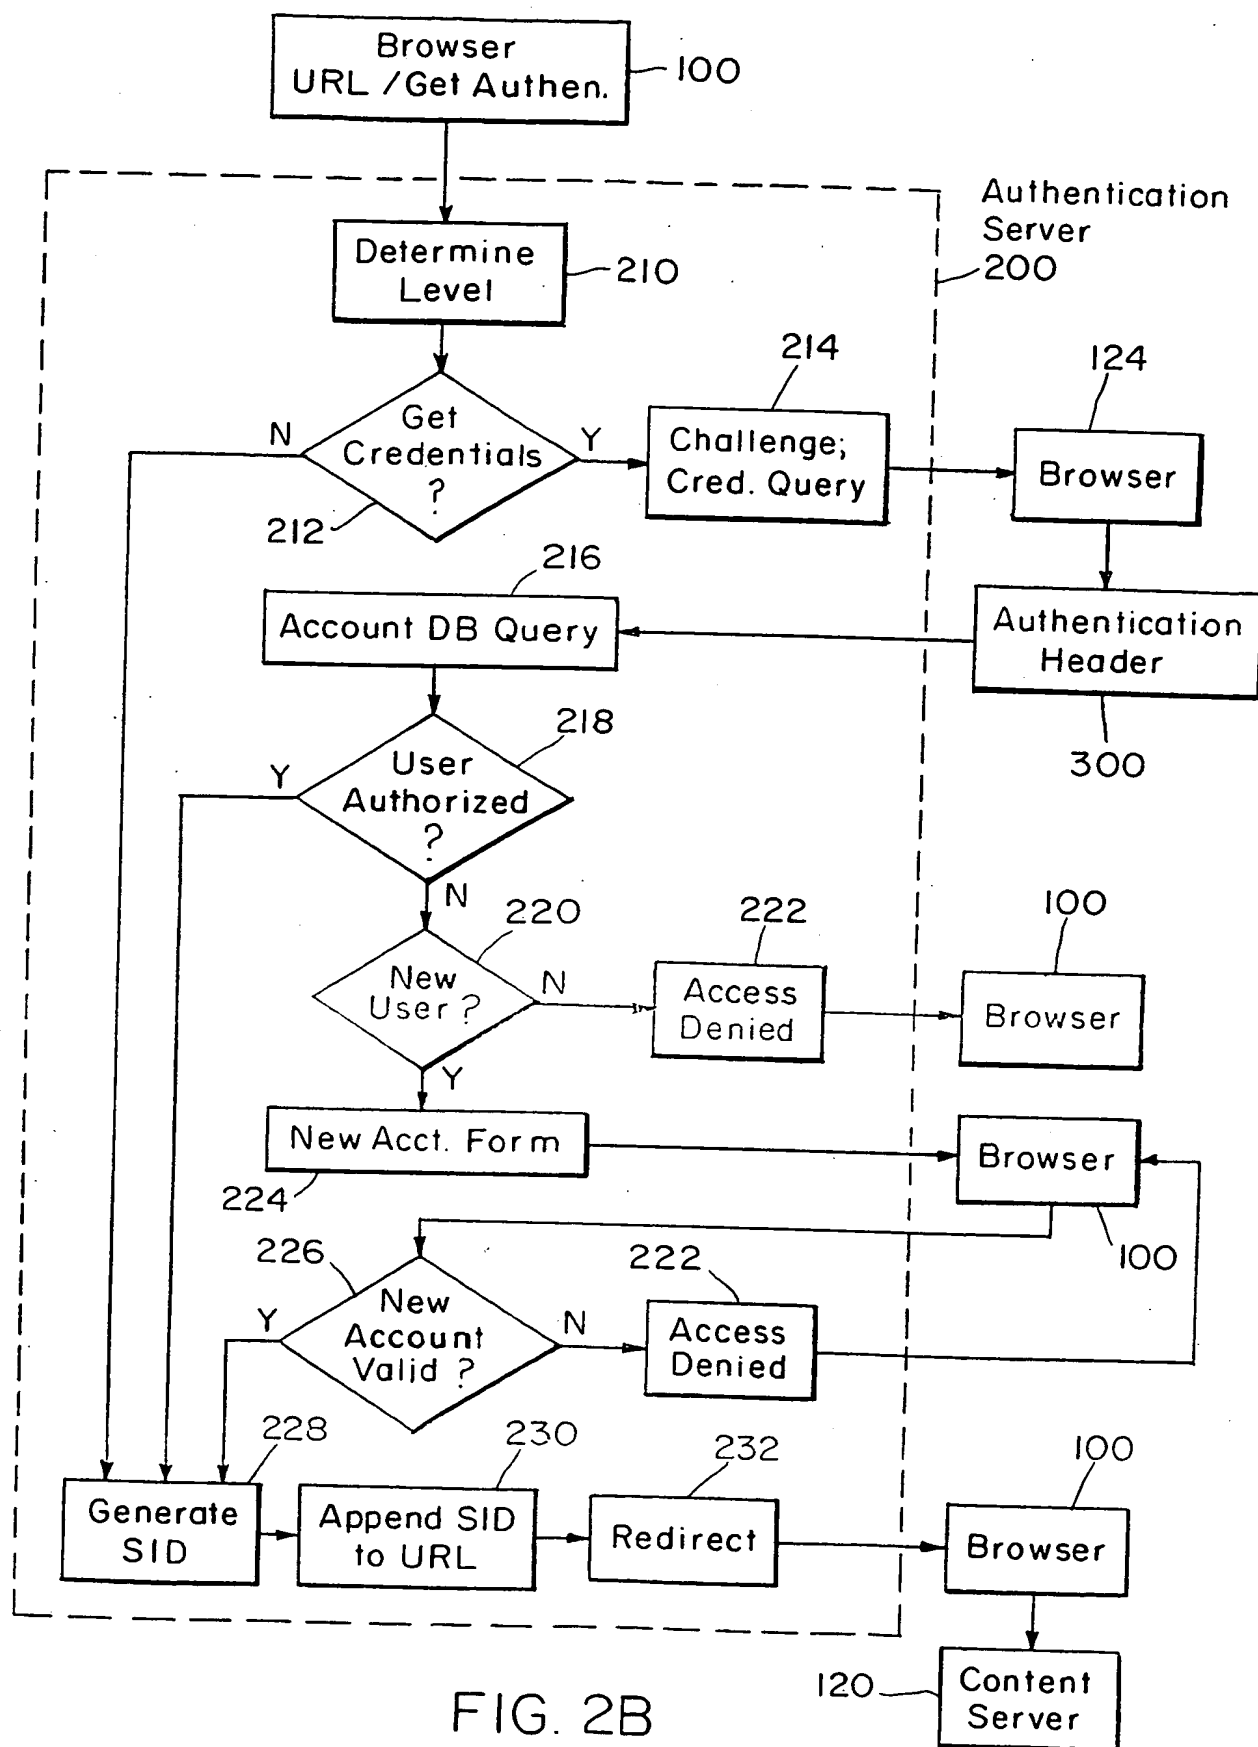 Browser
URL /Get Authen.
100
Authentication
Server
200
Determine
Level
210
214
124
N
Get
Credentials
?
Y
212
Challenge;
Cred. Query
Browser
216
Account DB Query
Authentication
Header
300
218
Y
User
Authorized
?
N
220
222
100
New
User ?
N
Access
Denied
Browser
Y
New Acct. Form
224
Browser
100
226
222
Y
New
Account
Valid ?
N
Access
Denied
228
230
232
100
Generate
SID
Append SID
to URL
Redirect
Browser
120
Content
Server
FIG. 2B